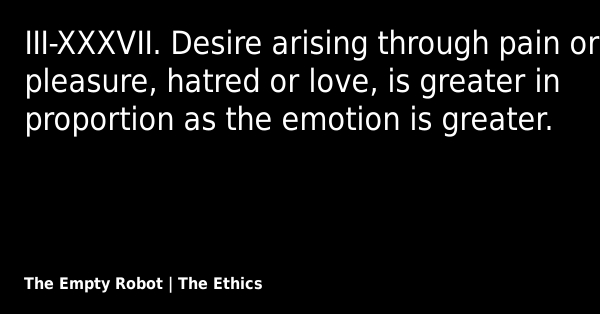 III-XXXVII. Desire arising through pain or
pleasure, hatred or love, is greater in
proportion as the emotion is greater.
The Empty Robot | The Ethics